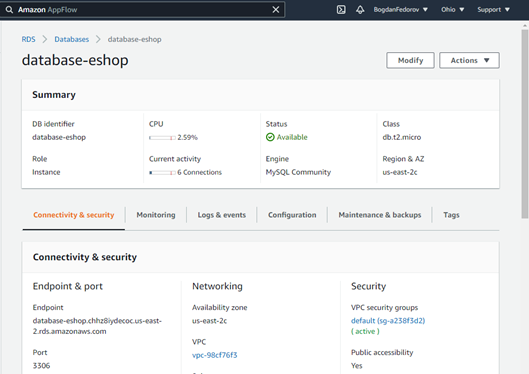 Amazon AppFlow
BogdanFedorov
Ohio
Support
RDS
Databases
database-eshop
database-eshop
Modify
Actions
Summary
DB identifier
database-eshop
CPU
2.59%
Status
Available
Class
db.t2.micro
Role
Instance
Current activity
6 Connections
Engine
MySQL Community
Region & AZ
us-east-2c
Connectivity & security
Monitoring
Logs & events
Configuration
Maintenance & backups
Tags
Connectivity & security
Endpoint & port
Endpoint
database-eshop.chhz8iydecoc.us-east-
2.rds.amazonaws.com
Port
3306
Networking
Availability zone
us-east-2c
VPC
vpc-98cf76f3
Security
VPC security groups
default (sg-a238f3d2)
( active )
Public accessibility
Yes